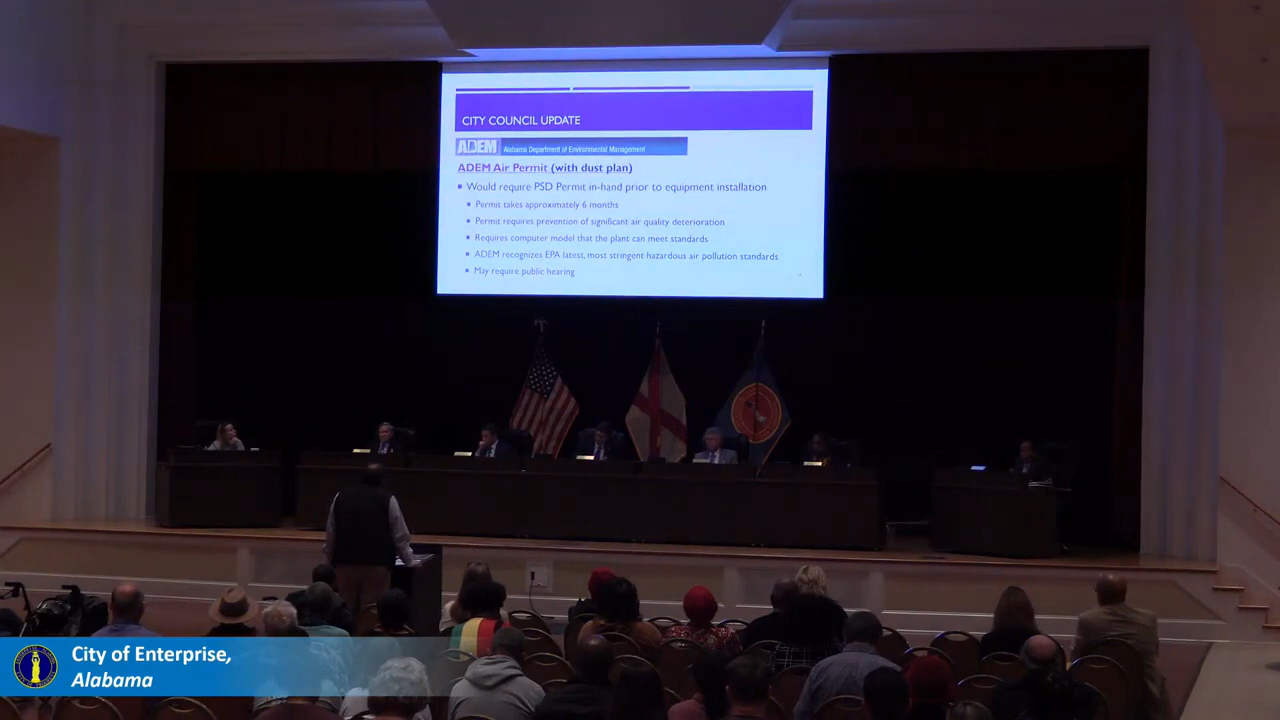 CITY COUNCIL UPDATE
ADEM Alabama Department of Environmental Management
ADEM Air Permit (with dust plan)
Would require PSD Permit in-hand prior to equipment installation
Permit takes approximately 6 months
Permit requires prevention of significant air quality deterioration
Requires computer model that the plant can meet standards
ADEM recognizes EPA latest, most stringent hazardous air pollution standards
May require public hearing
City of Enterprise,
Alabama